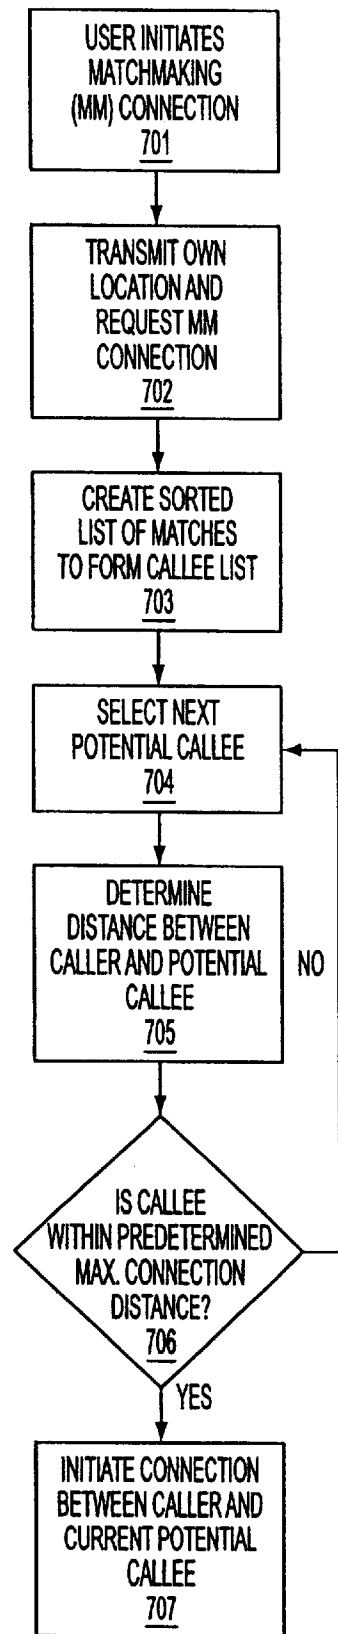 USER INITIATES
MATCHMAKING
(MM) CONNECTION
701
TRANSMIT OWN
LOCATION AND
REQUEST MM
CONNECTION
702
CREATE SORTED
LIST OF MATCHES
TO FORM CALLEE LIST
703
SELECT NEXT
POTENTIAL CALLEE
704
DETERMINE
DISTANCE BETWEEN
CALLER AND POTENTIAL
CALLEE
705
NO
IS CALLEE
WITHIN PREDETERMINED
MAX. CONNECTION
DISTANCE?
706
YES
INITIATE CONNECTION
BETWEEN CALLER AND
CURRENT POTENTIAL
CALLEE
707